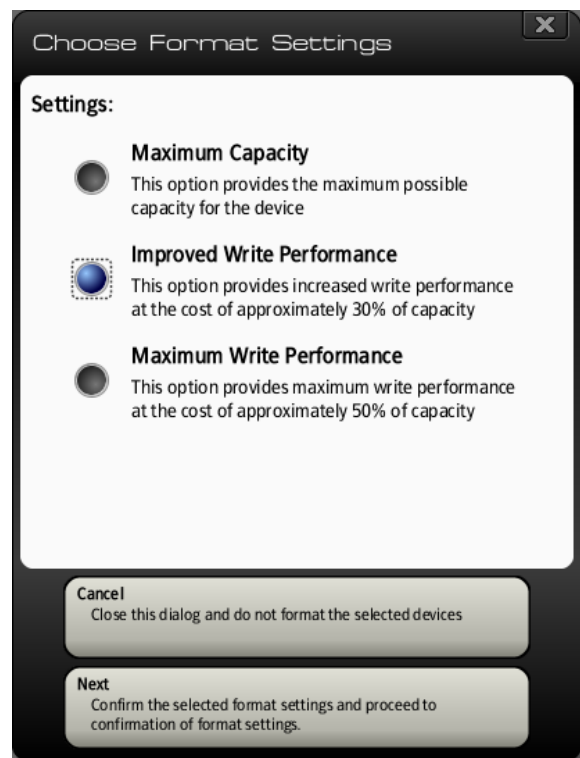 Choose Format Settings
Settings:
Maximum Capacity
This option provides the maximum possible
capacity for the device
Improved Write Performance
This option provides increased write performance
at the cost of approximately 30% of capacity
Maximum Write Performance
This option provides maximum write performance
at the cost of approximately 50% of capacity
Cancel
Close this dialog and do not format the selected devices
Next
Confirm the selected format settings and proceed to
confirmation of format settings.